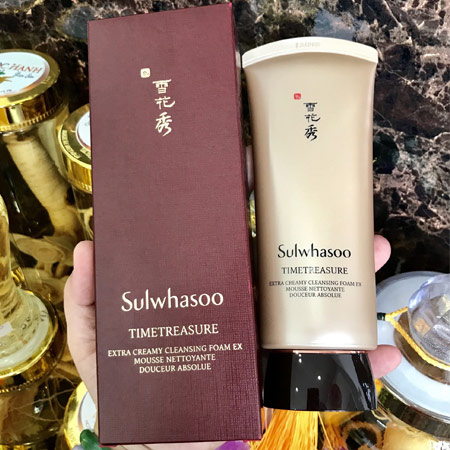 雪
花
秀
Sulwhasoo
TIMETREASURE
EXTRA CREAMY CLEANSING FOAM EX
MOUSSE NETTOYANTE
DOUCEUR ABSOLUE
雪
花
秀
Sulwhasoo
TIMETREASURE
EXTRA CREAMY CLEANSING FOAM EX
MOUSSE NETTOYANTE
DOUCEUR ABSOLUE